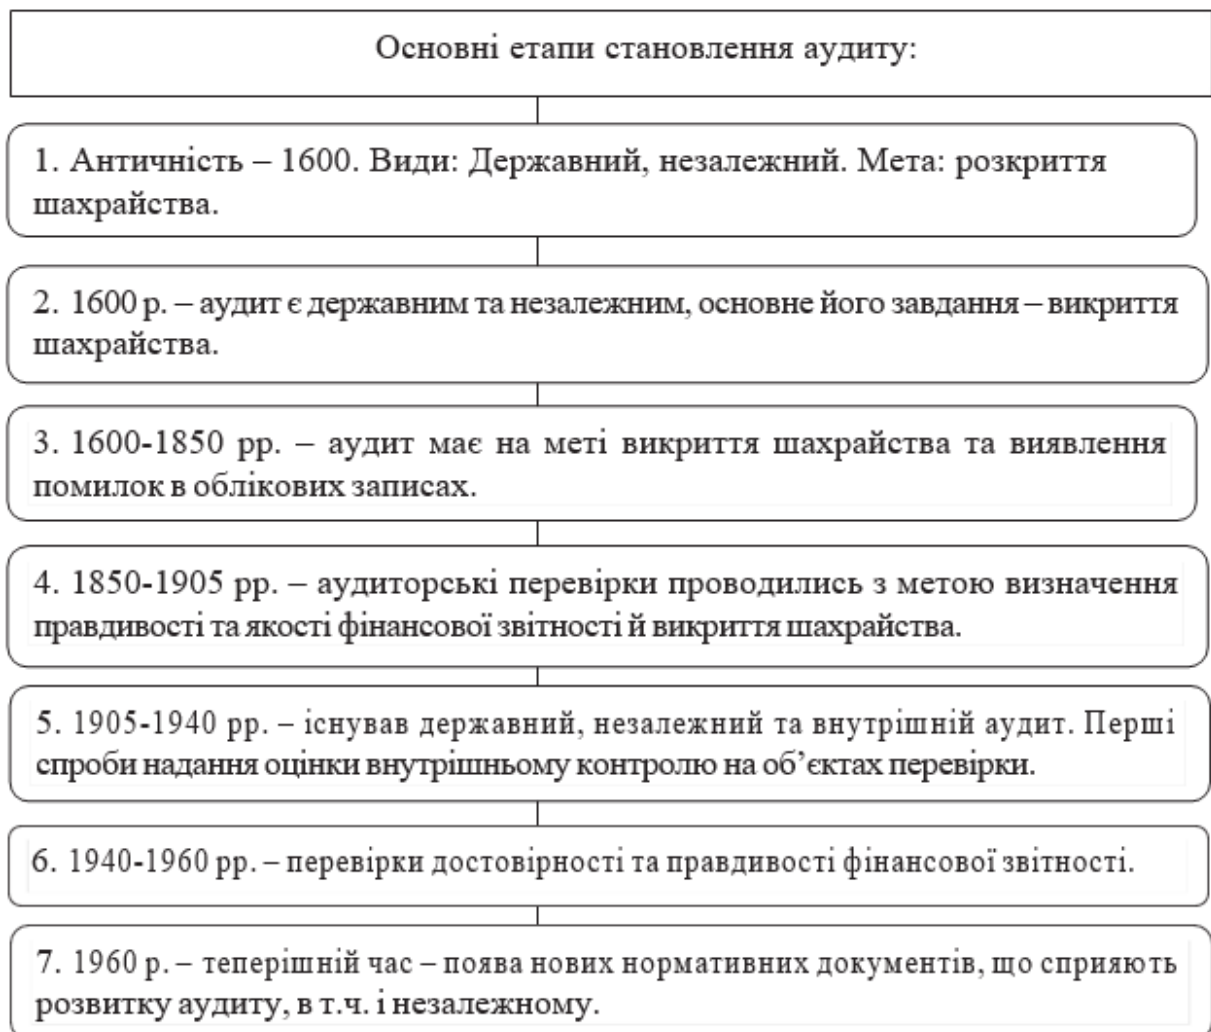 Основні етапи становлення аудиту:
1. Античність – 1600. Види: Державний, незалежний. Мета: розкриття
шахрайства.
2. 1600 р. – аудит є державним та незалежним, основне його завдання – викриття
шахрайства.
3. 1600-1850 рр. – аудит має на меті викриття шахрайства та виявлення
помилок в облікових записах.
4. 1850-1905 рр. – аудиторські перевірки проводились з метою визначення
правдивості та якості фінансової звітності й викриття шахрайства.
5. 1905-1940 рр. – існував державний, незалежний та внутрішній аудит. Перші
спроби надання оцінки внутрішньому контролю на об’єктах перевірки.
6. 1940-1960 рр. – перевірки достовірності та правдивості фінансової звітності.
7. 1960 р. – теперішній час – поява нових нормативних документів, що сприяють
розвитку аудиту, в т.ч. і незалежному.